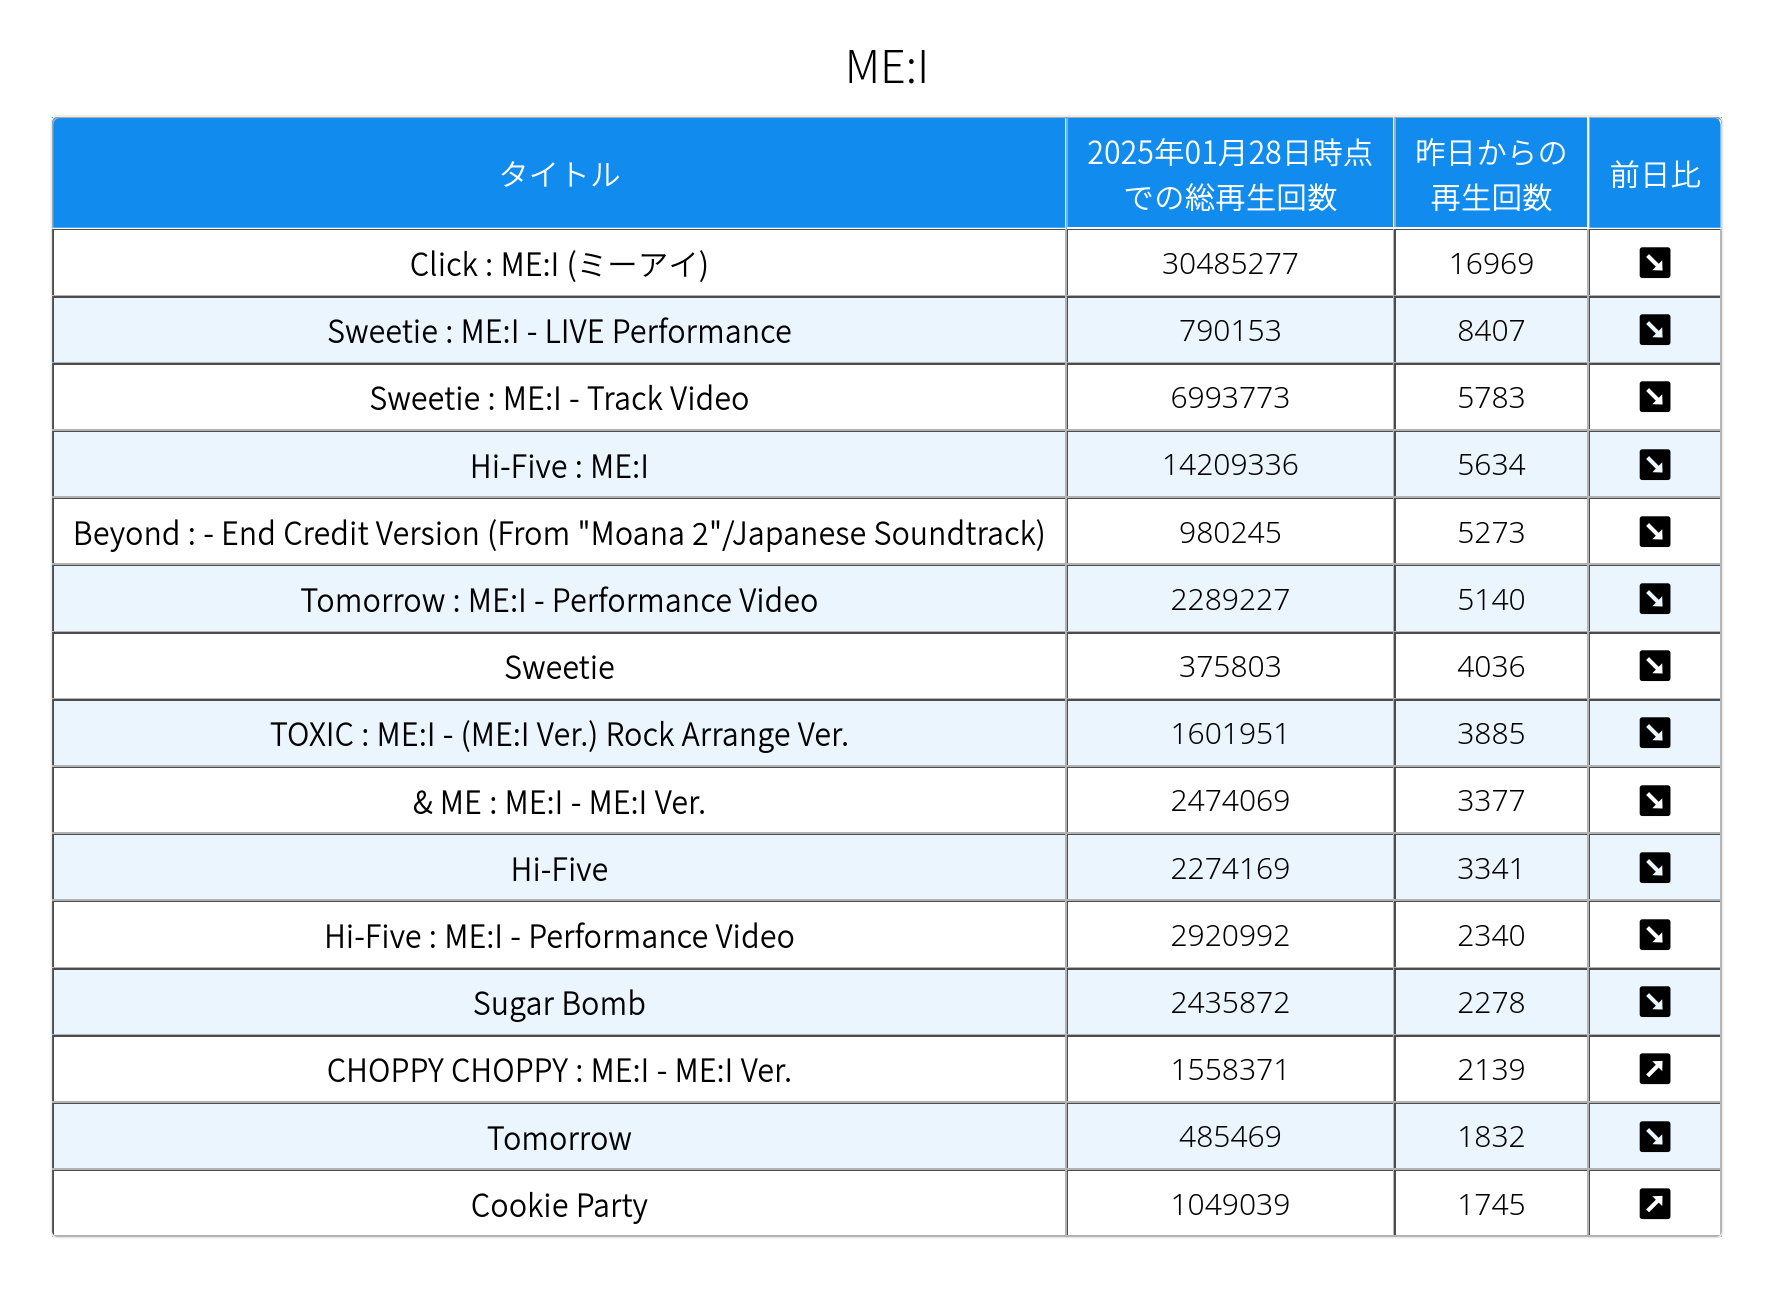 ME:I
タイトル
2025年01月28日時点
での総再生回数
昨日からの
再生回数
前日比
Click : ME:I (ミーアイ) 30485277 16969
Sweetie : ME:I - LIVE Performance 790153 8407
Sweetie : ME:I - Track Video 6993773 5783
Hi-Five : ME:I 14209336 5634
Beyond : - End Credit Version (From "Moana 2"/Japanese Soundtrack) 980245 5273
Tomorrow : ME:I - Performance Video 2289227 5140
Sweetie 375803 4036
TOXIC : ME:I - (ME:I Ver.) Rock Arrange Ver. 1601951 3885
& ME : ME:I - ME:I Ver. 2474069 3377
Hi-Five 2274169 3341
Hi-Five : ME:I - Performance Video 2920992 2340
Sugar Bomb 2435872 2278
CHOPPY CHOPPY : ME:I - ME:I Ver. 1558371 2139
Tomorrow 485469 1832
Cookie Party 1049039 1745